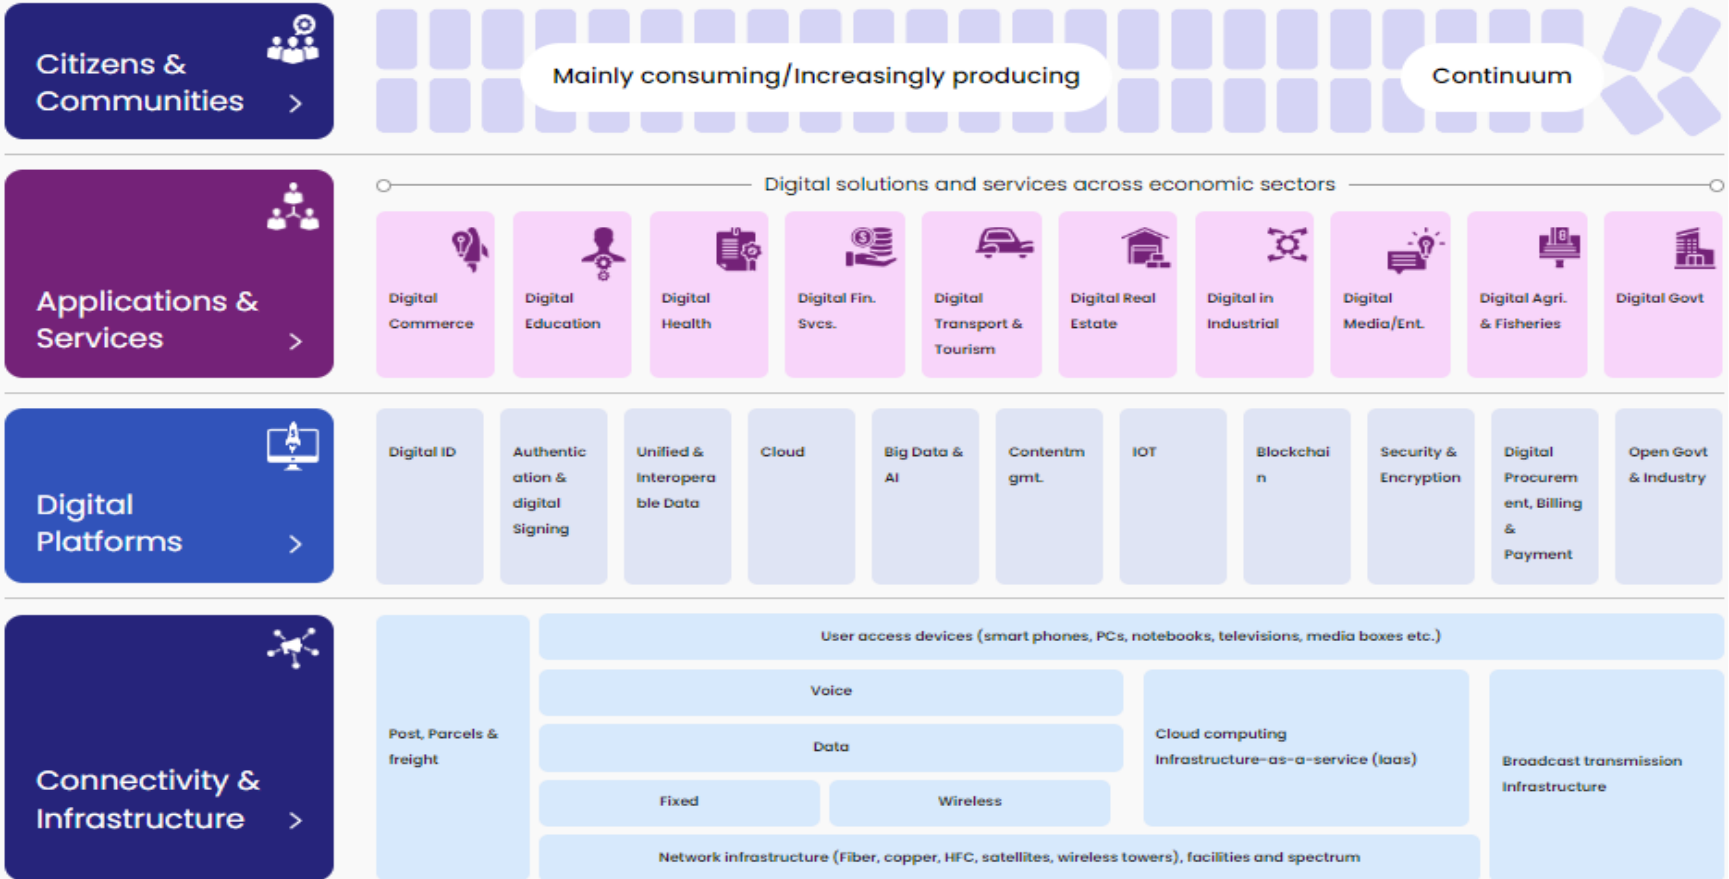 Citizens &
Communities
Mainly consuming/Increasingly producing
Continuum
Digital solutions and services across economic sectors
Applications &
Services
Digital
Commerce
Digital
Education
Digital
Health
Digital Fin.
Svcs.
Digital
Transport &
Tourism
Digital Real
Estate
Digital in
Industrial
Digital
Media/Ent.
Digital Agri.
& Fisheries
Digital Govt
Digital
Platforms
Digital ID
Authentic
ation &
digital
Signing
Unified &
Interopera
ble Data
Cloud
Big Data &
AI
Contentm
gmt.
IOT
Blockchai
n
Security &
Encryption
Digital
Procurem
ent, Billing
&
Payment
Open Govt
& Industry
Connectivity &
Infrastructure
Post, Parcels &
freight
User access devices (smart phones, PCs, notebooks, televisions, media boxes etc.)
Voice
Data
Fixed
Wireless
Cloud computing
Infrastructure-as-a-service (Iaas)
Broadcast transmission
Infrastructure
Network infrastructure (Fiber, copper, HFC, satellites, wireless towers), facilities and spectrum